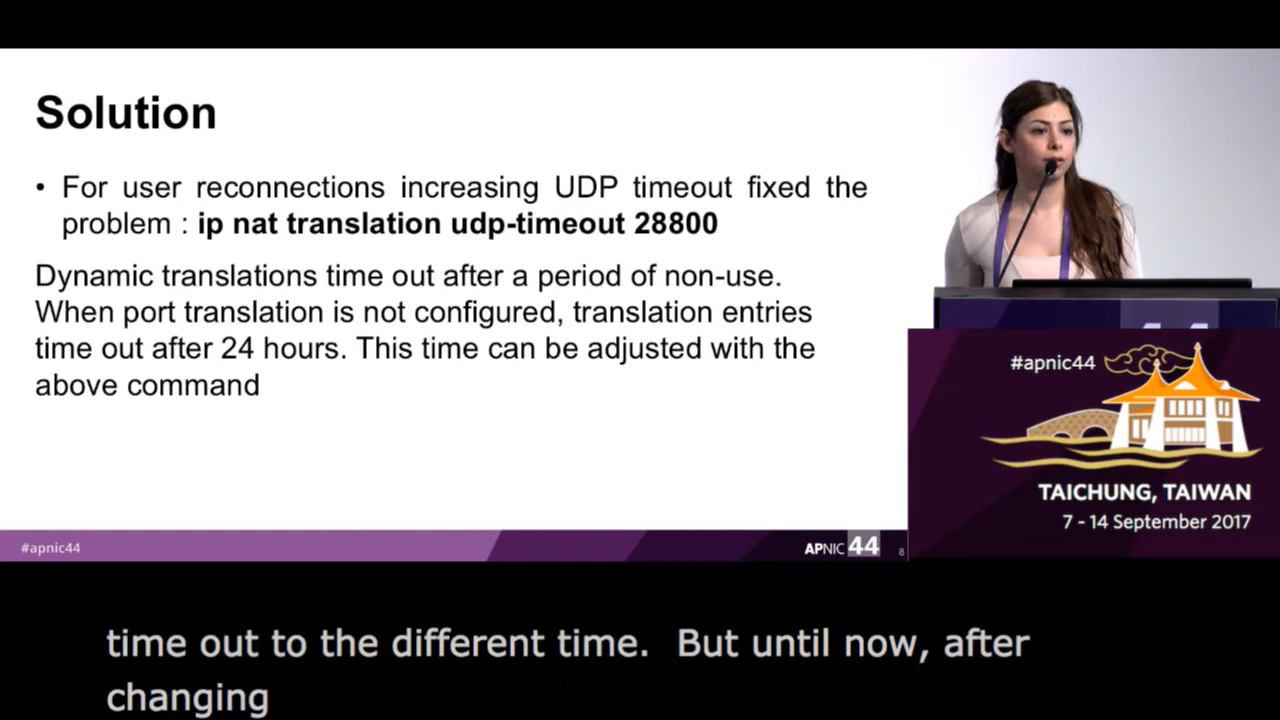 Solution
• For user reconnections increasing UDP timeout fixed the
problem : ip nat translation udp-timeout 28800
Dynamic translations time out after a period of non-use.
When port translation is not configured, translation entries
time out after 24 hours. This time can be adjusted with the
above command
#apnic44
APNIC 44
8
44
#apnic44
TAICHUNG, TAIWAN
7 - 14 September 2017
time out to the different time. But until now, after
changing